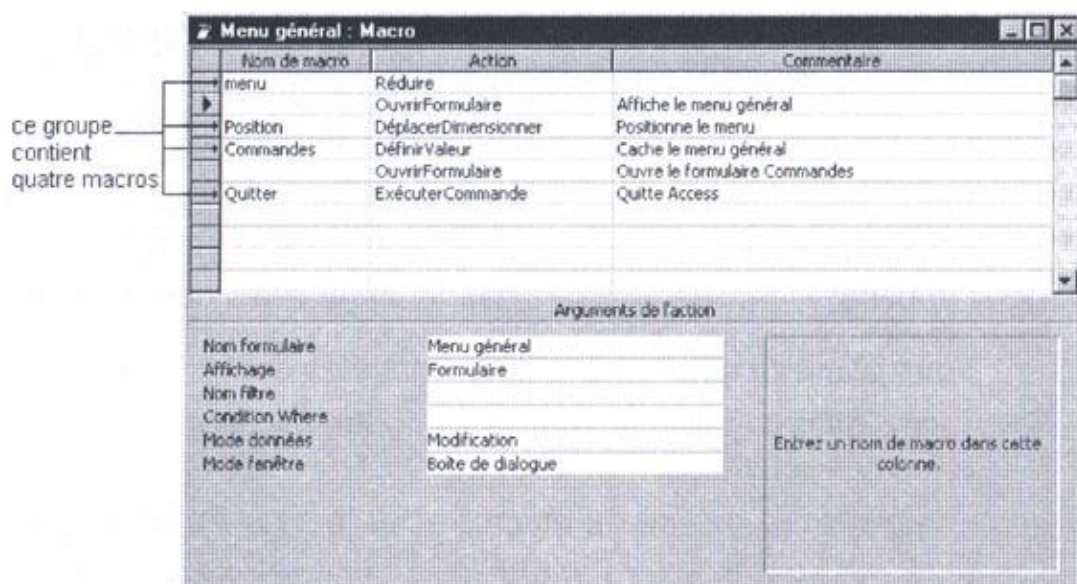 Menu général : Macro
Nom de macro Action Commentaire
menu Réduire
OuvrirFormulaire Affiche le menu général
Position DéplacerDimensionner Positionne le menu
Commandes DéfinirValeur Cache le menu général
OuvrirFormulaire Ouvre le formulaire Commandes
Quitter ExécuterCommande Quitte Access
ce groupe
contient
quatre macros
Arguments de l'action
Nom formulaire Menu général
Affichage Formulaire
Nom filtre
Condition Where
Mode données Modification
Mode fenêtre Boîte de dialogue
Entrez un nom de macro dans cette
colonne.